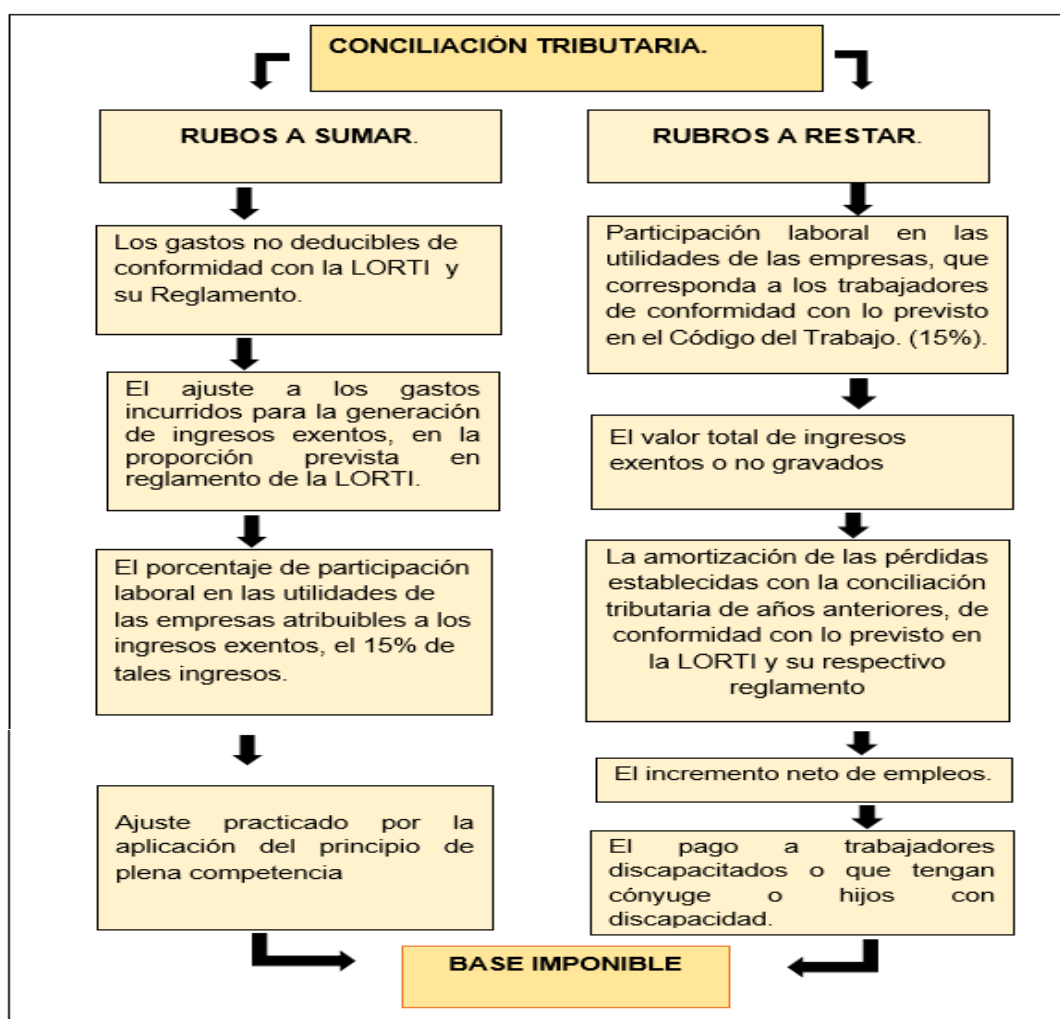 CONCILIACIÓN TRIBUTARIA.
RUBOS A SUMAR.
Los gastos no deducibles de
conformidad con la LORTI y
su Reglamento.
El ajuste a los gastos
incurridos para la generación
de ingresos exentos, en la
proporción prevista en
reglamento de la LORTI.
El porcentaje de participación
laboral en las utilidades de
las empresas atribuibles a los
ingresos exentos, el 15% de
tales ingresos.
Ajuste practicado por la
aplicación del principio de
plena competencia
RUBROS A RESTAR.
Participación laboral en las
utilidades de las empresas, que
corresponda a los trabajadores
de conformidad con lo previsto
en el Código del Trabajo. (15%).
El valor total de ingresos
exentos o no gravados
La amortización de las pérdidas
establecidas con la conciliación
tributaria de años anteriores, de
conformidad con lo previsto en
la LORTI y su respectivo
reglamento
El incremento neto de empleos.
El pago a trabajadores
discapacitados o que tengan
cónyuge o hijos con
discapacidad.
BASE IMPONIBLE